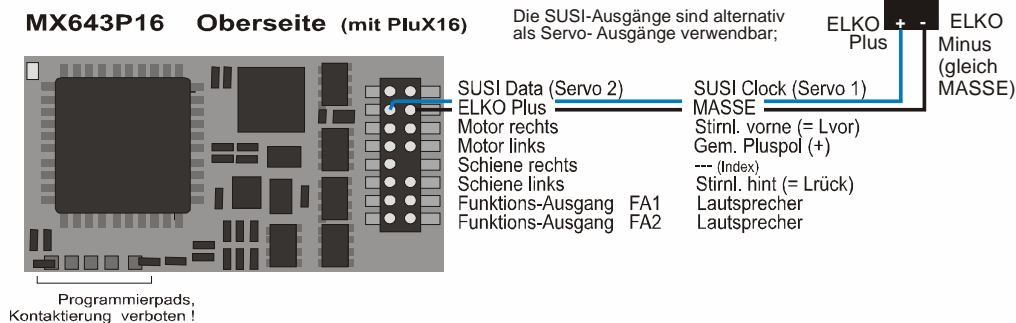 MX643P16 Oberseite (mit PluX16)
Die SUSI-Ausgänge sind alternativ
als Servo- Ausgänge verwendbar;
ELKO
Plus
+ -
ELKO
Minus
(gleich
MASSE)
SUSI Data (Servo 2) SUSI Clock (Servo 1)
ELKO Plus MASSE
Motor rechts Stirnl. vorne (= Lvor)
Motor links Gem. Pluspol (+)
Schiene rechts --- (Index)
Schiene links Stirnl. hint (= Lrück)
Funktions-Ausgang FA1 Lautsprecher
Funktions-Ausgang FA2 Lautsprecher
Programmierpads,
Kontaktierung verboten !